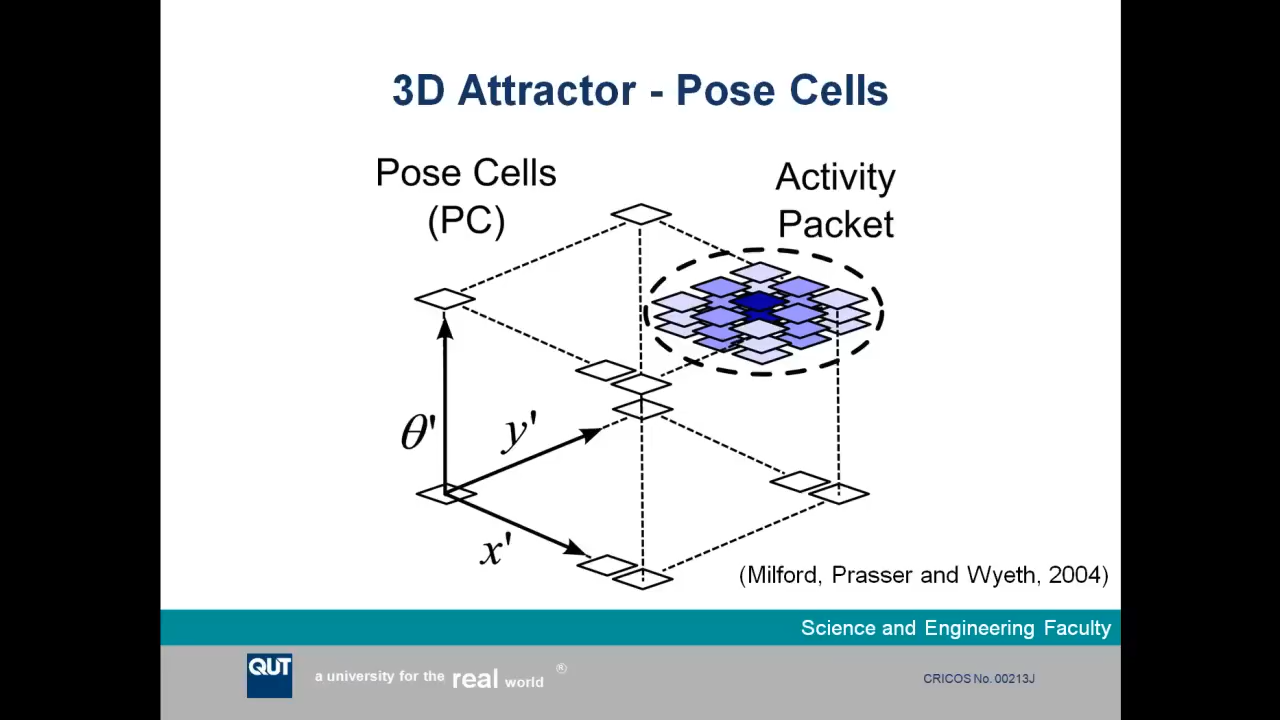 3D Attractor - Pose Cells
Pose Cells
(PC)
Activity
Packet
θ'
y'
x'
(Milford, Prasser and Wyeth, 2004)
Science and Engineering Faculty
QUT
a university for the real world ®
CRICOS No. 00213J